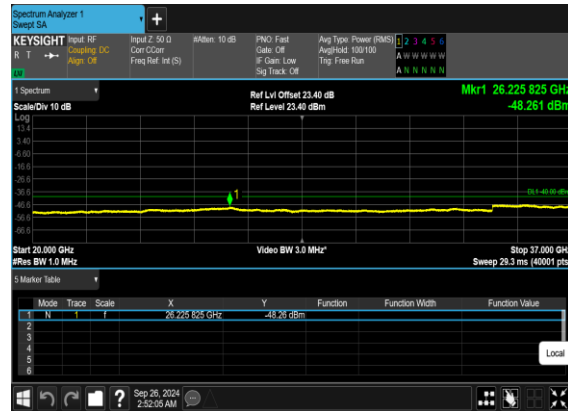 Spectrum Analyzer 1
Swept SA
KEYSIGHT Input: RF Input Z: 50 Ω #Atten: 10 dB PNO: Fast Avg Type: Power (RMS) 1 2 3 4 5 6
R T Coupling: DC Corr CCorr Gate: Off Avg|Hold: 100/100 A W W W W W
Align: Off Freq Ref: Int (S) IF Gain: Low Trig: Free Run
Sig Track: Off A N N N N N
1 Spectrum Ref Lvl Offset 23.40 dB Mkr1 26.225 825 GHz
Scale/Div 10 dB Ref Level 23.40 dBm -48.261 dBm
Log
13.4
3.40
-6.60
-16.6
-26.6
-36.6 1 DL1 -40.00 dBm
-46.6
-56.6
-66.6
Start 20.000 GHz Video BW 3.0 MHz* Stop 37.000 GHz
#Res BW 1.0 MHz Sweep 29.3 ms (40001 pts)
5 Marker Table
Mode Trace Scale X Y Function Function Width Function Value
1 N 1 f 26.225 825 GHz -48.26 dBm
2
3
4
5
6
Local
? Sep 26, 2024
2:52:05 AM